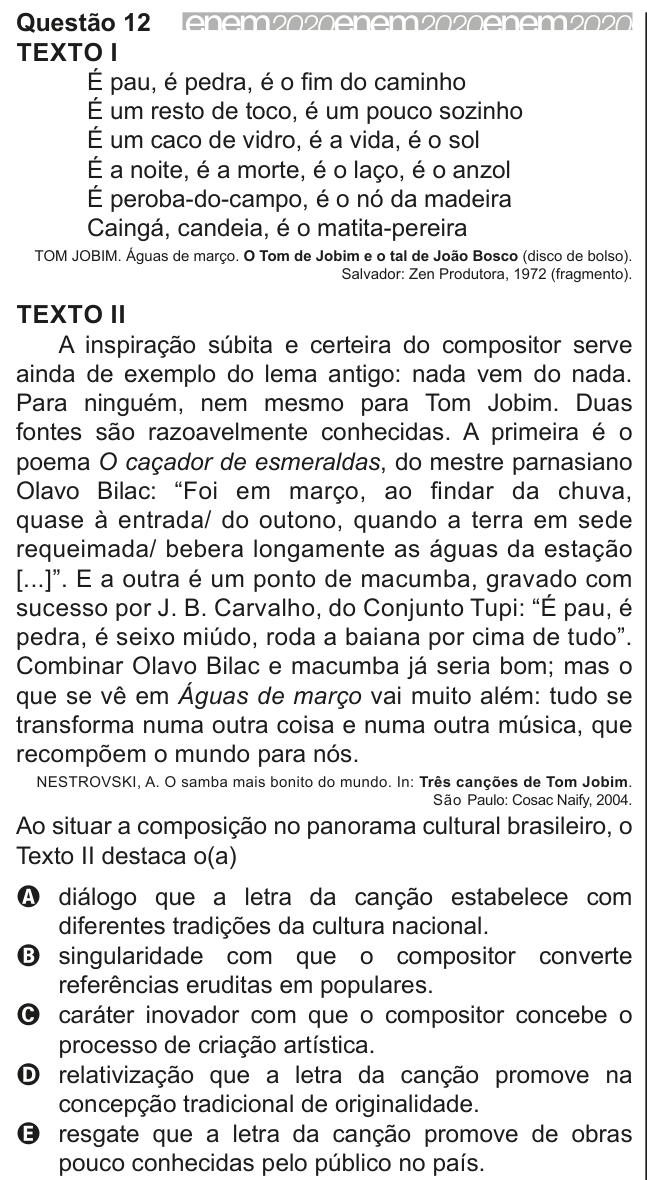 Questão 12 enem2020enem2020enem2020
TEXTO I
É pau, é pedra, é o fim do caminho
É um resto de toco, é um pouco sozinho
É um caco de vidro, é a vida, é o sol
É a noite, é a morte, é o laço, é o anzol
É peroba-do-campo, é o nó da madeira
Caingá, candeia, é o matita-pereira
TOM JOBIM. Águas de março. O Tom de Jobim e o tal de João Bosco (disco de bolso).
Salvador: Zen Produtora, 1972 (fragmento).
TEXTO II
A inspiração súbita e certeira do compositor serve
ainda de exemplo do lema antigo: nada vem do nada.
Para ninguém, nem mesmo para Tom Jobim. Duas
fontes são razoavelmente conhecidas. A primeira é o
poema O caçador de esmeraldas, do mestre parnasiano
Olavo Bilac: “Foi em março, ao findar da chuva,
quase à entrada/ do outono, quando a terra em sede
requeimada/ bebera longamente as águas da estação
[...]”. E a outra é um ponto de macumba, gravado com
sucesso por J. B. Carvalho, do Conjunto Tupi: “É pau, é
pedra, é seixo miúdo, roda a baiana por cima de tudo”.
Combinar Olavo Bilac e macumba já seria bom; mas o
que se vê em Águas de março vai muito além: tudo se
transforma numa outra coisa e numa outra música, que
recompõem o mundo para nós.
NESTROVSKI, A. O samba mais bonito do mundo. In: Três canções de Tom Jobim.
São Paulo: Cosac Naify, 2004.
Ao situar a composição no panorama cultural brasileiro, o
Texto II destaca o(a)
A diálogo que a letra da canção estabelece com
diferentes tradições da cultura nacional.
B singularidade com que o compositor converte
referências eruditas em populares.
C caráter inovador com que o compositor concebe o
processo de criação artística.
D relativização que a letra da canção promove na
concepção tradicional de originalidade.
E resgate que a letra da canção promove de obras
pouco conhecidas pelo público no país.